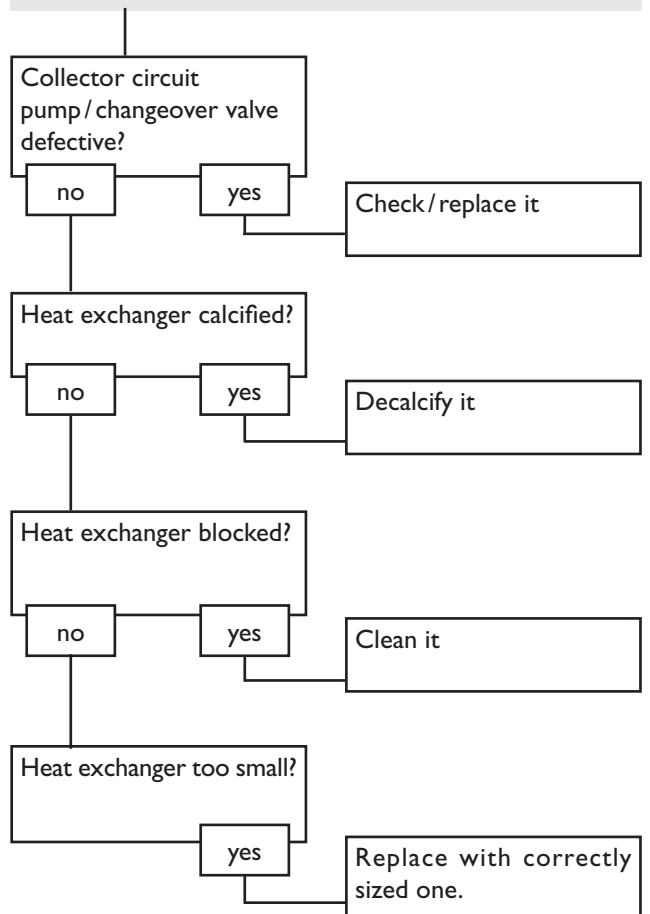 Collector circuit
pump/changeover valve
defective?
no
yes
Check/replace it
Heat exchanger calcified?
no
yes
Decalcify it
Heat exchanger blocked?
no
yes
Clean it
Heat exchanger too small?
yes
Replace with correctly
sized one.